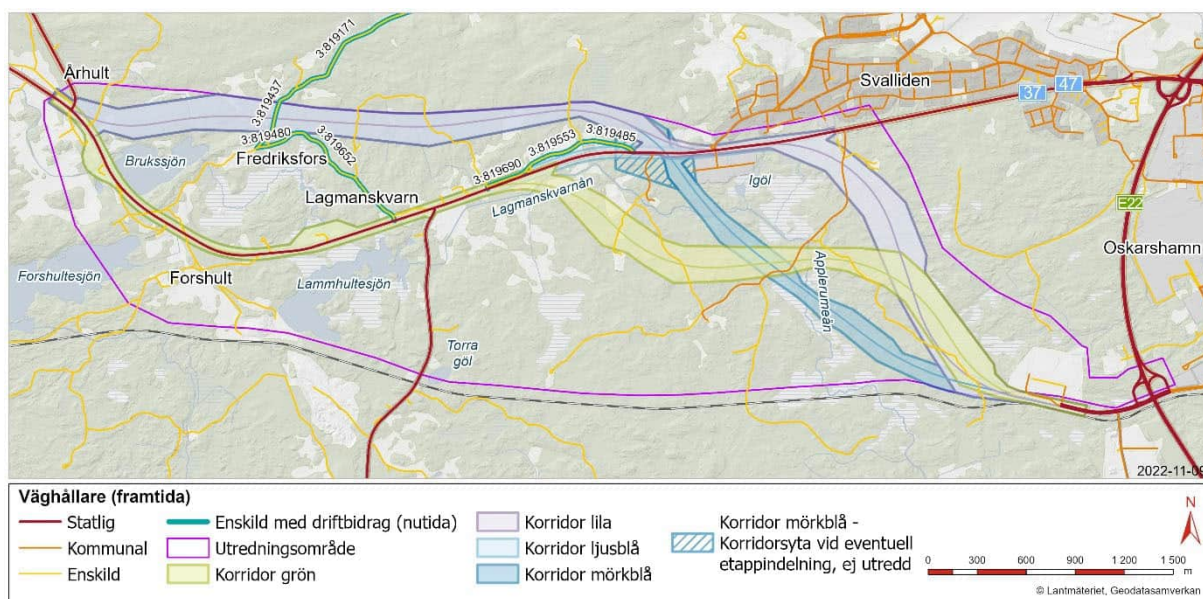 3:819171
Århult
3:819437
Svalliden
37
47
3:819480
Fredriksfors
3:819652
3:819553
3:819485
Brukssjön
3:819690
Lagmanskvarn
Lagmanskvarnån
Igöl
E22
Oskarshamn
Forshultesjön
Forshult
Lammhultesjön
Applerumeån
Torra
göl
2022-11-09
Väghållare (framtida)
Statlig
Kommunal
Enskild
Enskild med driftbidrag (nutida)
Utredningsområde
Korridor grön
Korridor lila
Korridor ljusblå
Korridor mörkblå
Korridor mörkblå -
Korridorsyta vid eventuell
etappindelning, ej utredd
N
0 300 600 900 1 200 1 500
m
© Lantmäteriet, Geodatasamverkan